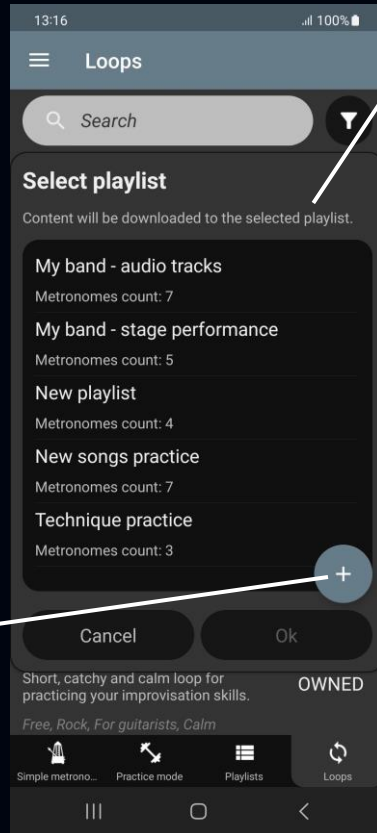 13:16
100%
Loops
Search
Select playlist
Content will be downloaded to the selected playlist.
My band - audio tracks
Metronomes count: 7
My band - stage performance
Metronomes count: 5
New playlist
Metronomes count: 4
New songs practice
Metronomes count: 7
Technique practice
Metronomes count: 3
+
Cancel
Ok
Short, catchy and calm loop for
practicing your improvisation skills.
OWNED
Free, Rock, For guitarists, Calm
Simple metrono...
Practice mode
Playlists
Loops